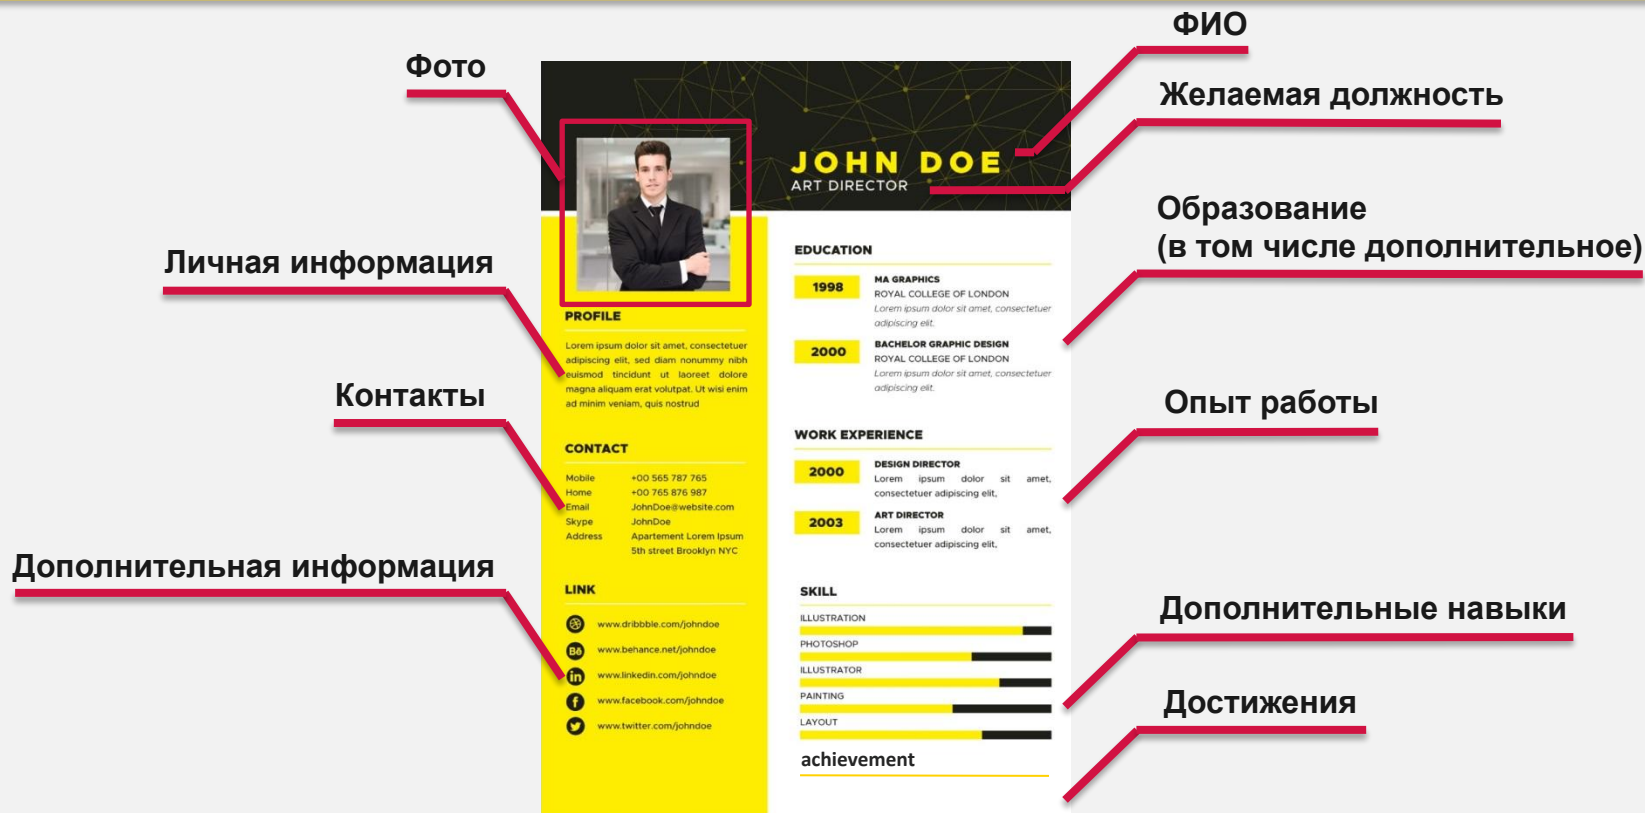 ФИО
Фото
Желаемая должность
JOHN DOE
ART DIRECTOR
Образование
(в том числе дополнительное)
Личная информация
PROFILE
Lorem ipsum dolor sit amet, consectetuer
adipiscing elit, sed diam nonummy nibh
euismod tincidunt ut laoreet dolore
magna aliquam erat volutpat. Ut wisi enim
ad minim veniam, quis nostrud
Контакты
CONTACT
Mobile +00 565 787 765
Home +00 765 876 987
Email JohnDoe@website.com
Skype JohnDoe
Address Apartement Lorem Ipsum
5th street Brooklyn NYC
Дополнительная информация
LINK
www.dribbble.com/johndoe
Bē www.behance.net/johndoe
in www.linkedin.com/johndoe
f www.facebook.com/johndoe
www.twitter.com/johndoe
EDUCATION
1998 MA GRAPHICS
ROYAL COLLEGE OF LONDON
Lorem ipsum dolor sit amet, consectetuer
adipiscing elit.
2000 BACHELOR GRAPHIC DESIGN
ROYAL COLLEGE OF LONDON
Lorem ipsum dolor sit amet, consectetuer
adipiscing elit.
Опыт работы
WORK EXPERIENCE
2000 DESIGN DIRECTOR
Lorem ipsum dolor sit amet,
consectetuer adipiscing elit,
2003 ART DIRECTOR
Lorem ipsum dolor sit amet,
consectetuer adipiscing elit,
Дополнительные навыки
SKILL
ILLUSTRATION
PHOTOSHOP
ILLUSTRATOR
PAINTING
LAYOUT
Достижения
achievement